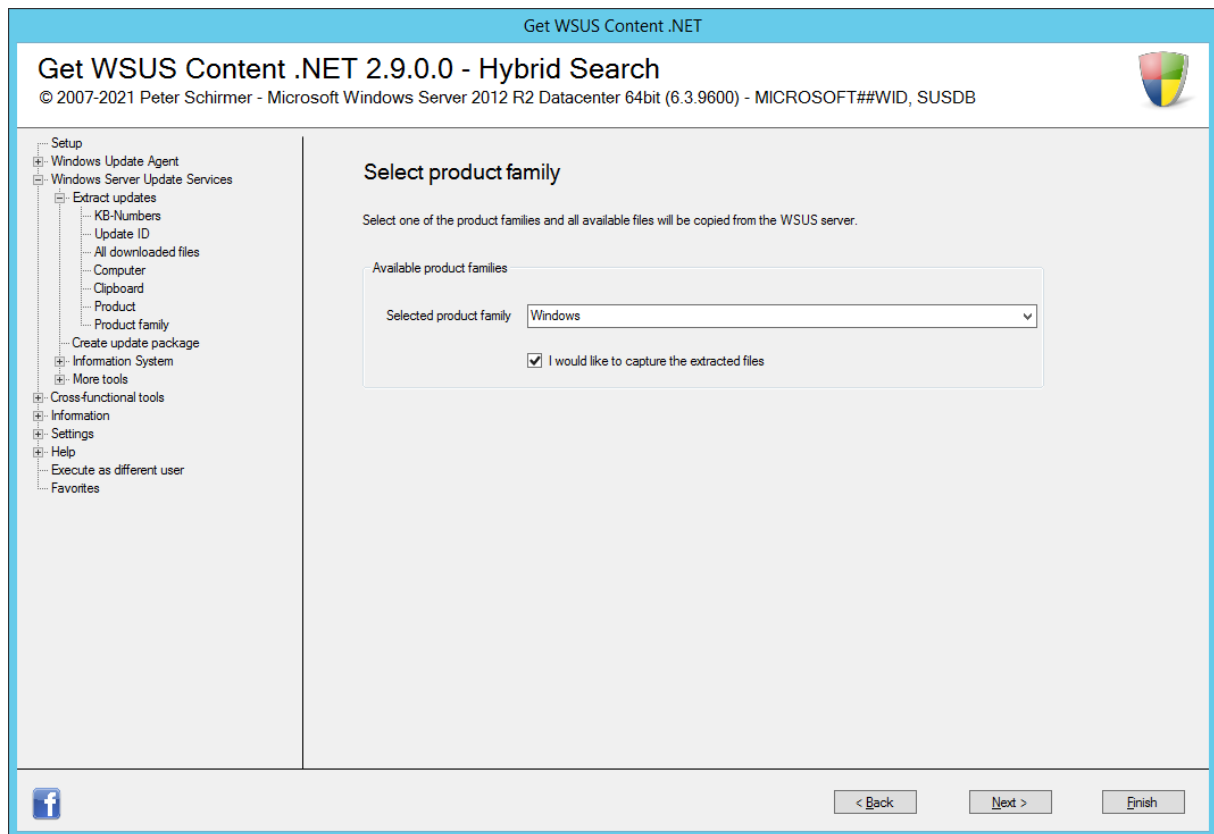 Get WSUS Content .NET
Get WSUS Content .NET 2.9.0.0 - Hybrid Search
© 2007-2021 Peter Schirmer - Microsoft Windows Server 2012 R2 Datacenter 64bit (6.3.9600) - MICROSOFT##WID, SUSDB
Setup
Windows Update Agent
Windows Server Update Services
Extract updates
KB-Numbers
Update ID
All downloaded files
Computer
Clipboard
Product
Product family
Create update package
Information System
More tools
Cross-functional tools
Information
Settings
Help
Execute as different user
Favorites
Select product family
Select one of the product families and all available files will be copied from the WSUS server.
Available product families
Selected product family Windows
I would like to capture the extracted files
f
< Back Next > Finish